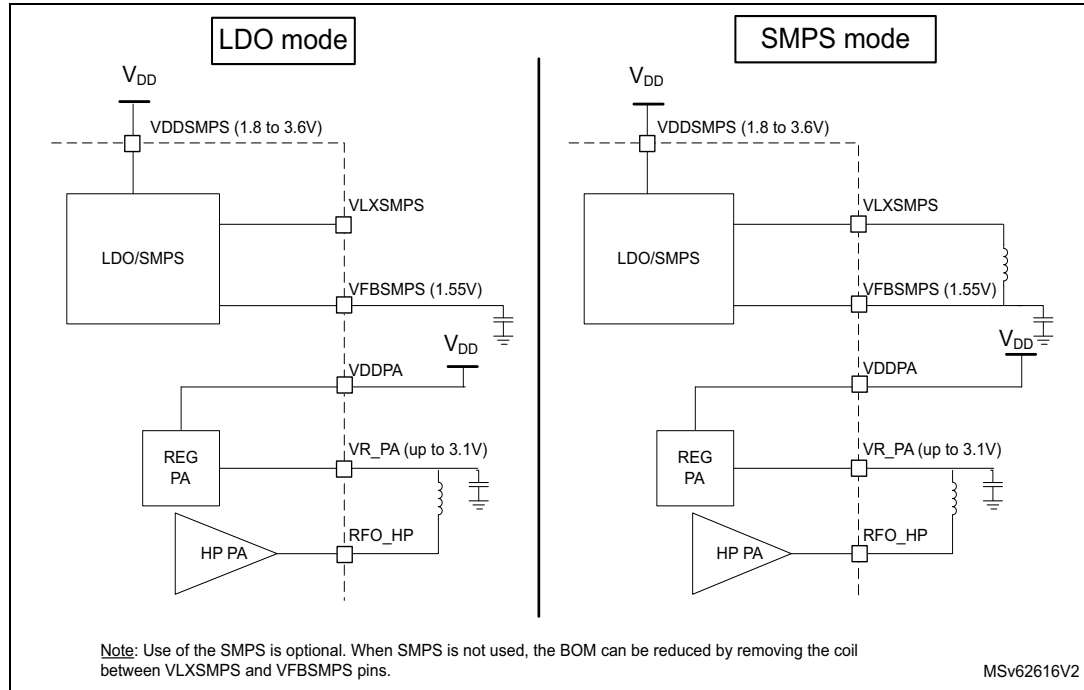 LDO mode
VDD
VDDSMPS (1.8 to 3.6V)
VLXSMPS
LDO/SMPS
VFBSMPS (1.55V)
VDD
VDDPA
REG
PA
VR_PA (up to 3.1V)
RFO_HP
HP PA
SMPS mode
VDD
VDDSMPS (1.8 to 3.6V)
VLXSMPS
LDO/SMPS
VFBSMPS (1.55V)
VDD
VDDPA
REG
PA
VR_PA (up to 3.1V)
RFO_HP
HP PA
Note: Use of the SMPS is optional. When SMPS is not used, the BOM can be reduced by removing the coil
between VLXSMPS and VFBSMPS pins.
MSv62616V2